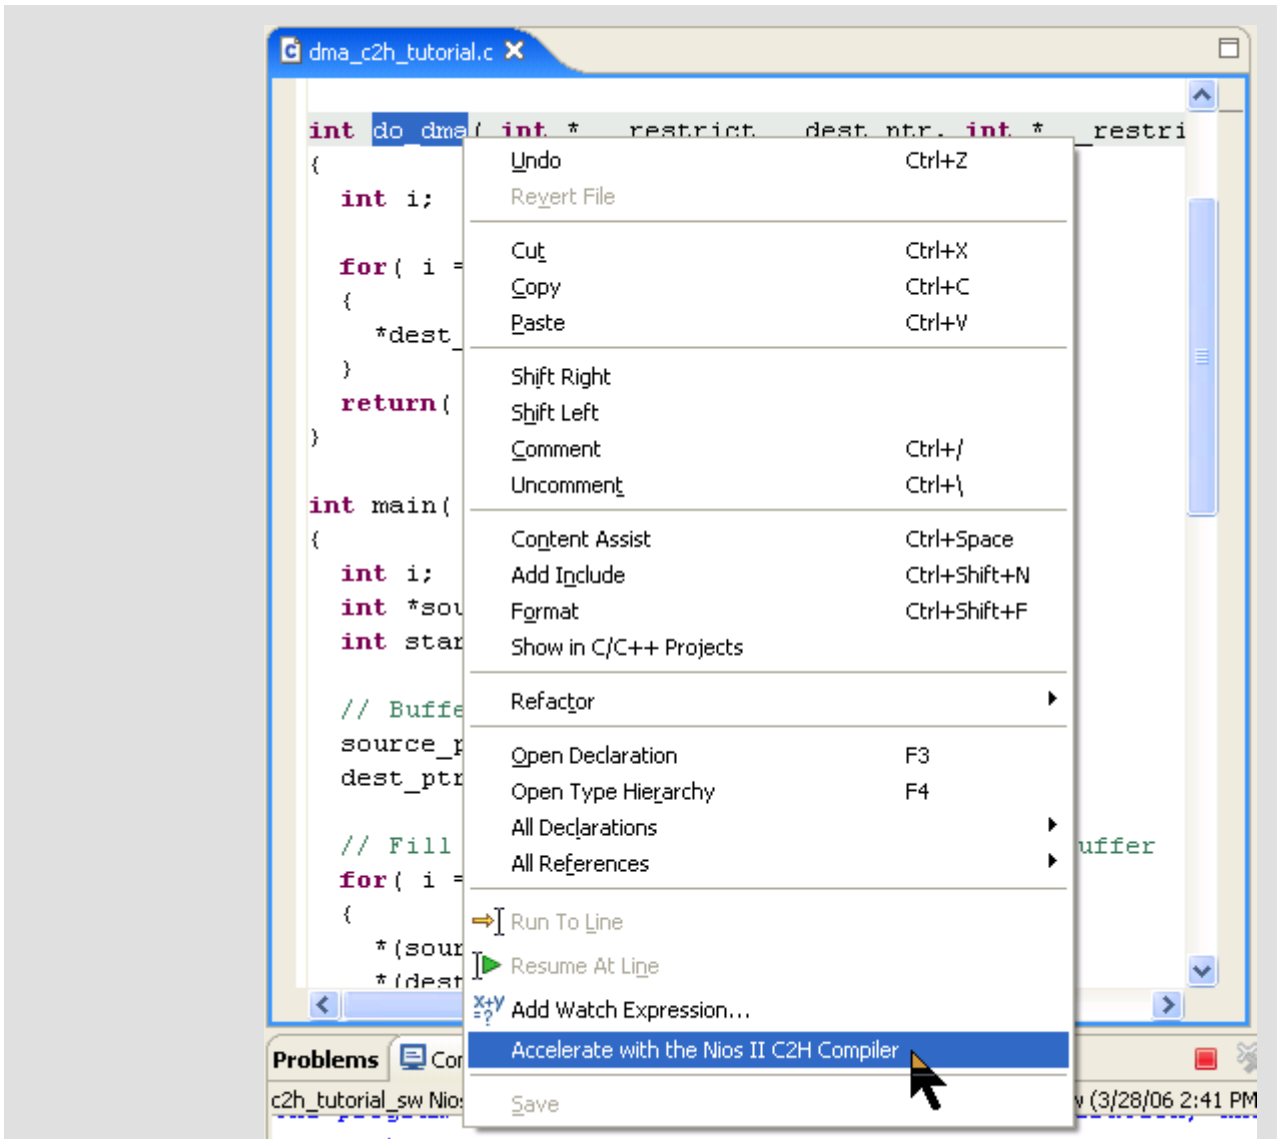 dma_c2h_tutorial.c
int do_dma( int * __restrict__ dest_ptr, int * __restri
{
int i;
for( i =
{
*dest_
}
return(
}
int main(
{
int i;
int *sou
int star
// Buffe
source_p
dest_ptr
// Fill uffer
for( i =
{
*(sour
*(dest
Undo Ctrl+Z
Revert File
Cut Ctrl+X
Copy Ctrl+C
Paste Ctrl+V
Shift Right
Shift Left
Comment Ctrl+/
Uncomment Ctrl+\
Content Assist Ctrl+Space
Add Include Ctrl+Shift+N
Format Ctrl+Shift+F
Show in C/C++ Projects
Refactor
Open Declaration F3
Open Type Hierarchy F4
All Declarations
All References
Run To Line
Resume At Line
x+y =? Add Watch Expression...
Accelerate with the Nios II C2H Compiler
Save
Problems Con
c2h_tutorial_sw Nios (3/28/06 2:41 PM